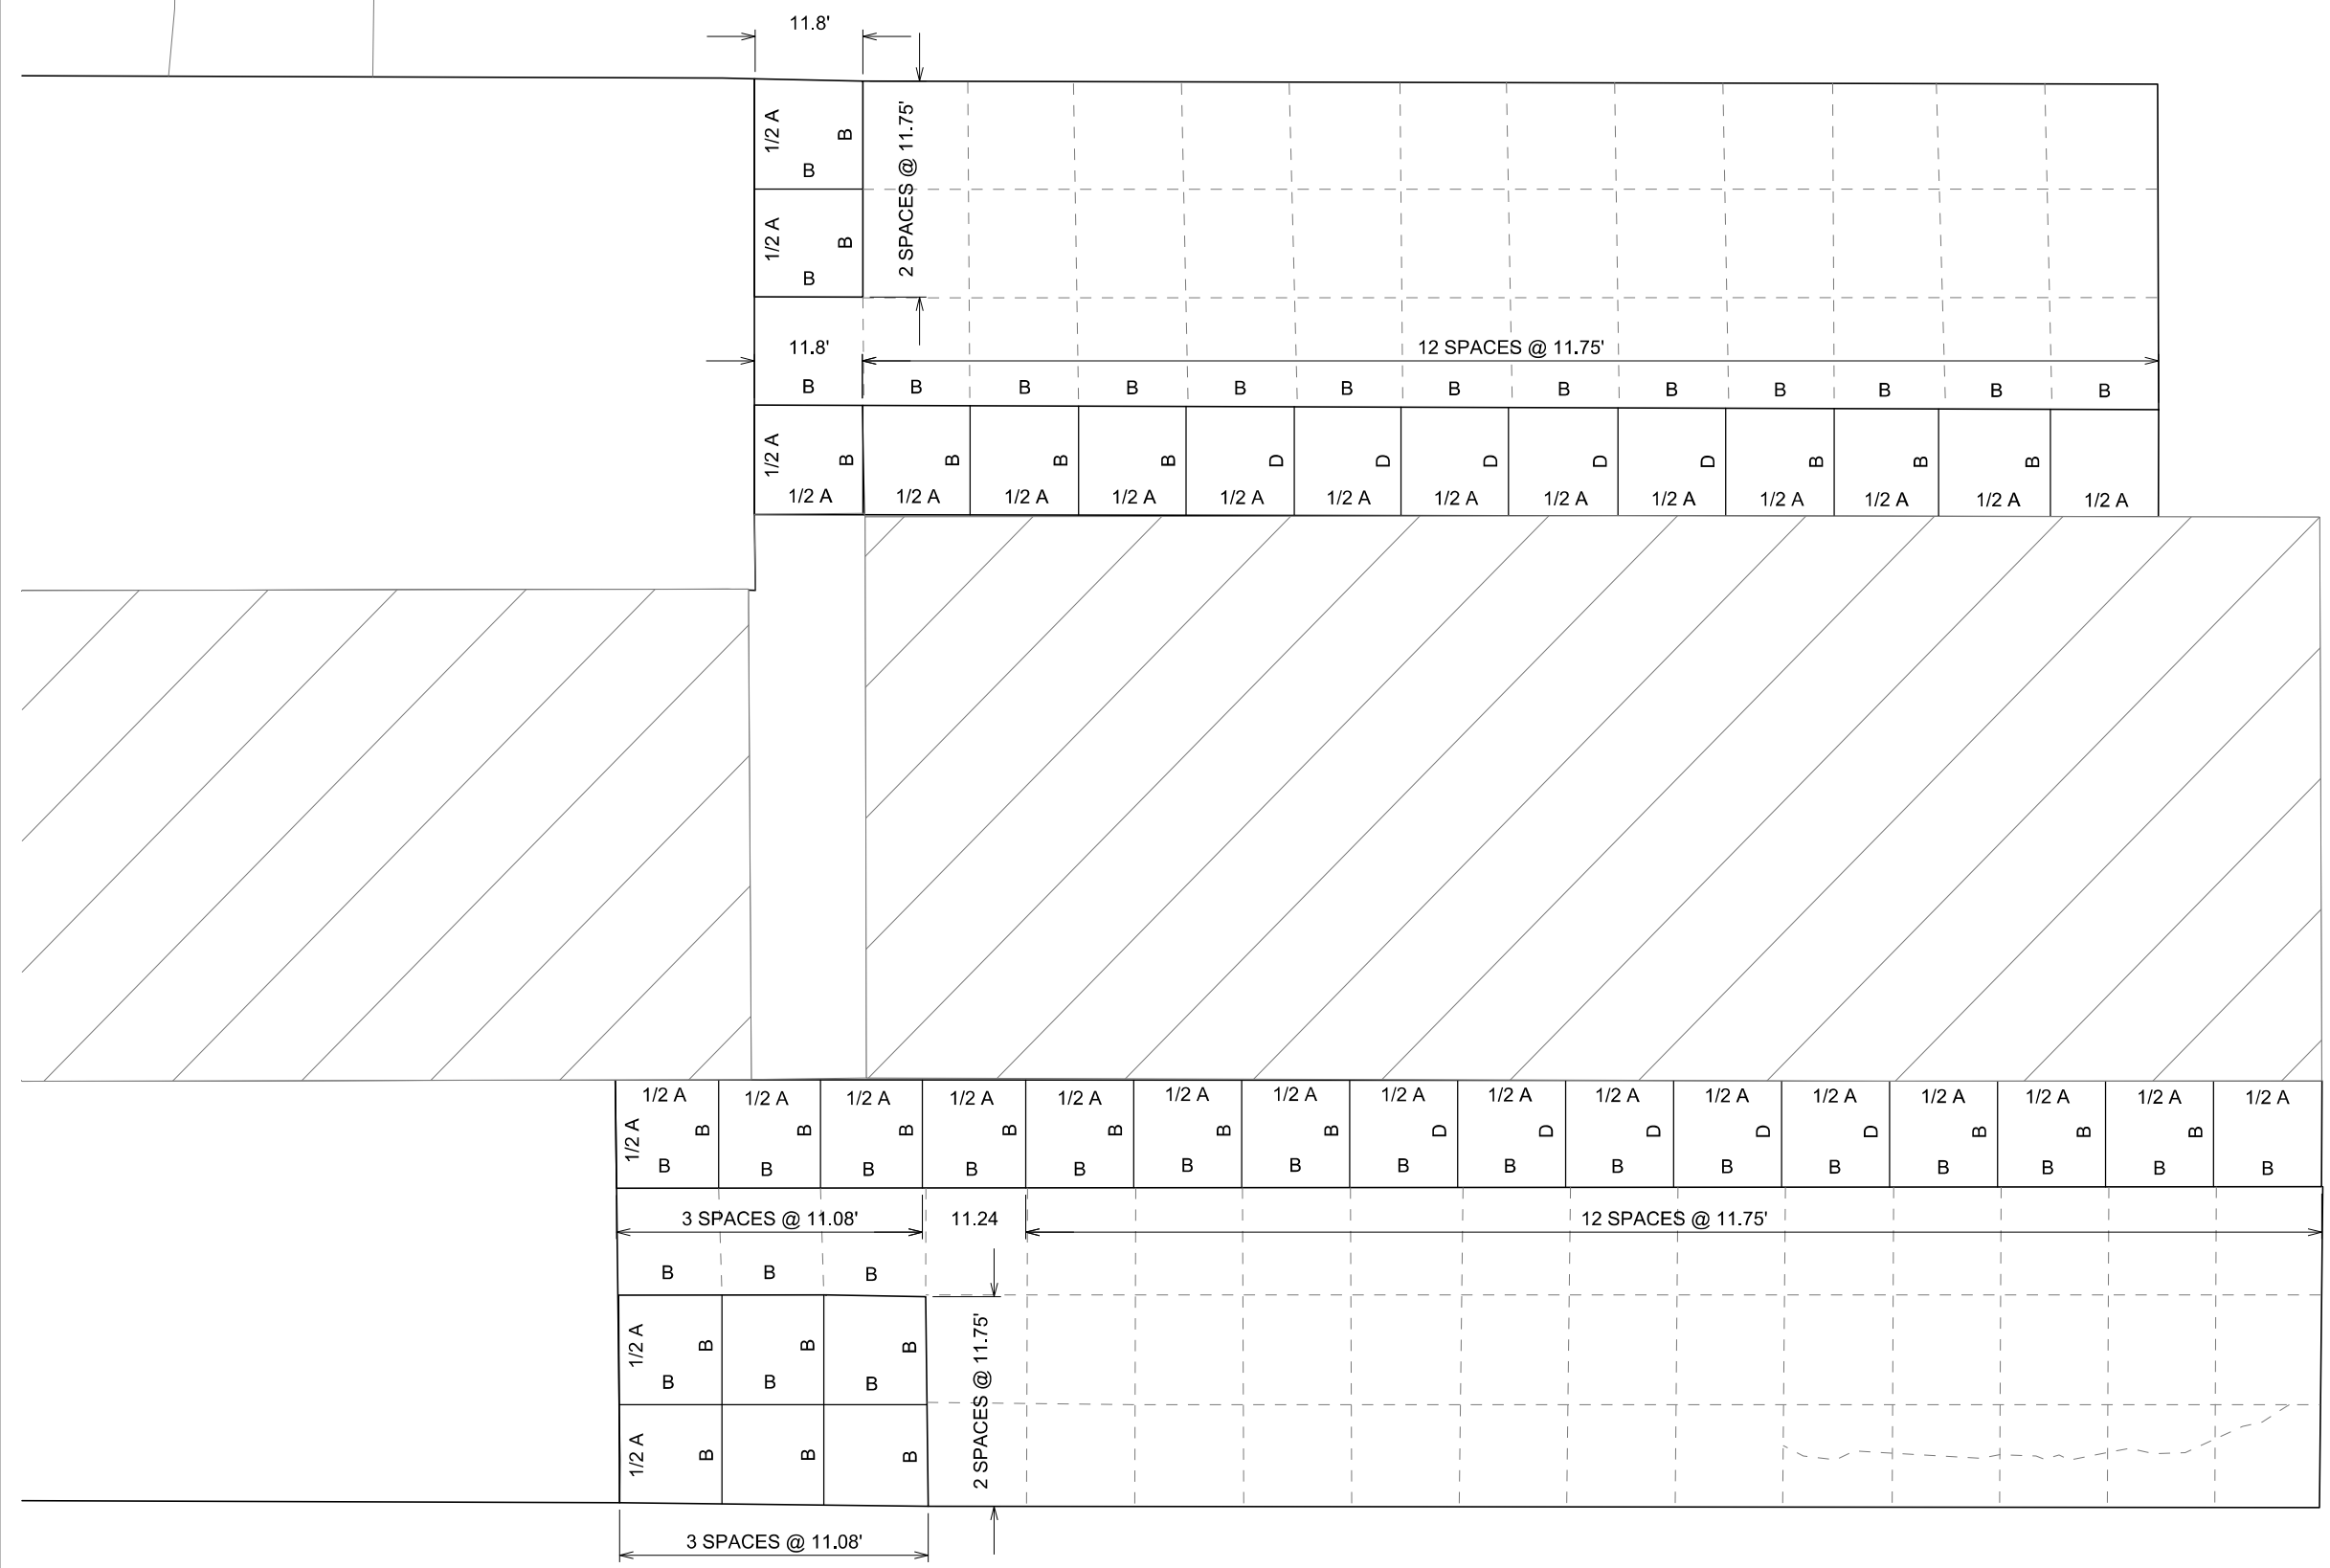 11.8'
1/2 A B
B
2 SPACES @ 11.75'
1/2 A B
B
11.8' 12 SPACES @ 11.75'
B B B B B B B B B B B B B
1/2 A B B B B D D D D D B B B
1/2 A 1/2 A 1/2 A 1/2 A 1/2 A 1/2 A 1/2 A 1/2 A 1/2 A 1/2 A 1/2 A 1/2 A 1/2 A
1/2 A 1/2 A 1/2 A 1/2 A 1/2 A 1/2 A 1/2 A 1/2 A 1/2 A 1/2 A 1/2 A 1/2 A 1/2 A 1/2 A 1/2 A 1/2 A
1/2 A B B B B B B B D D D D D B B B
B B B B B B B B B B B B B B B B
3 SPACES @ 11.08' 11.24 12 SPACES @ 11.75'
B B B
1/2 A B B B
B B B
2 SPACES @ 11.75'
1/2 A B B B
3 SPACES @ 11.08'